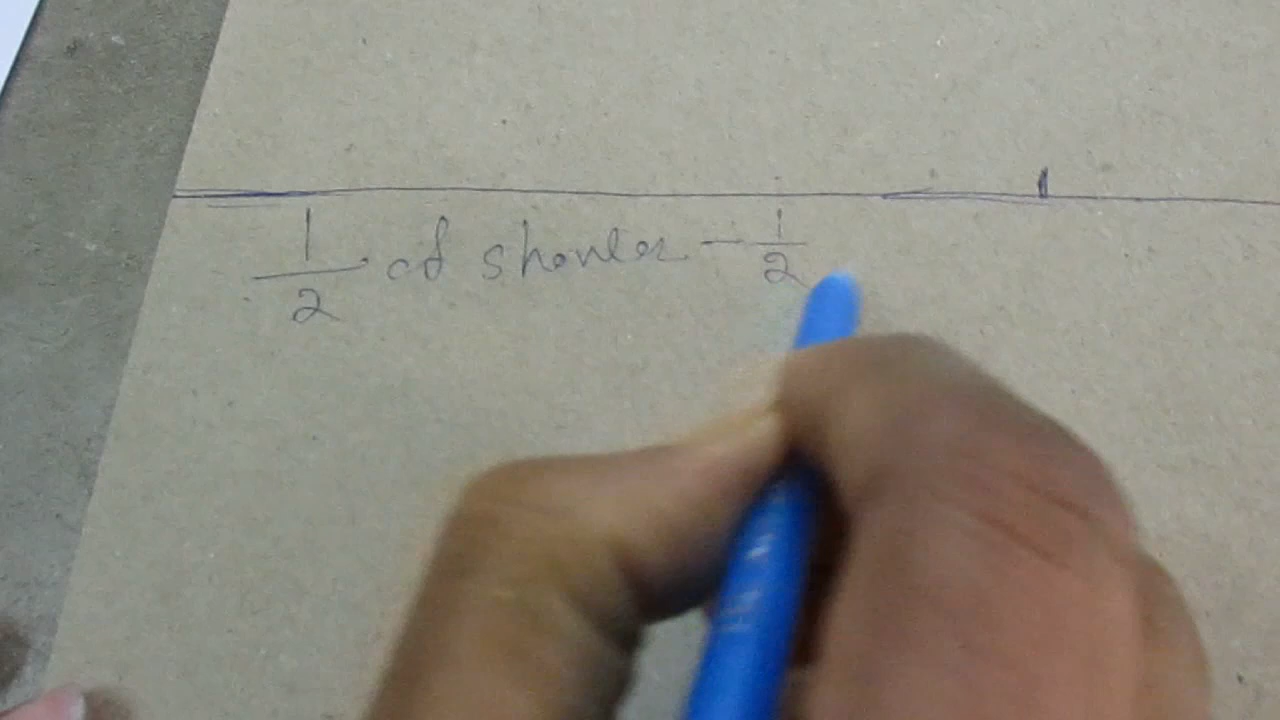 1/2 of shouler - 1/2